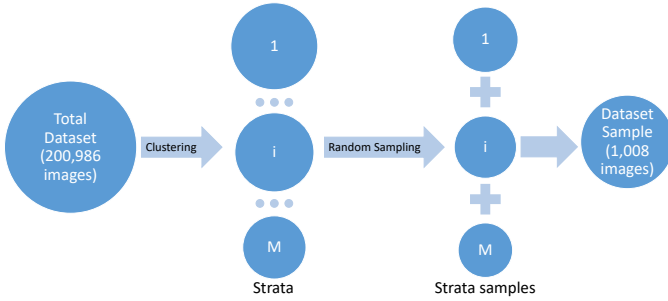 Total
Dataset
(200,986
images)
Clustering
1
i
M
Strata
Random Sampling
1
i
M
Strata samples
Dataset
Sample
(1,008
images)